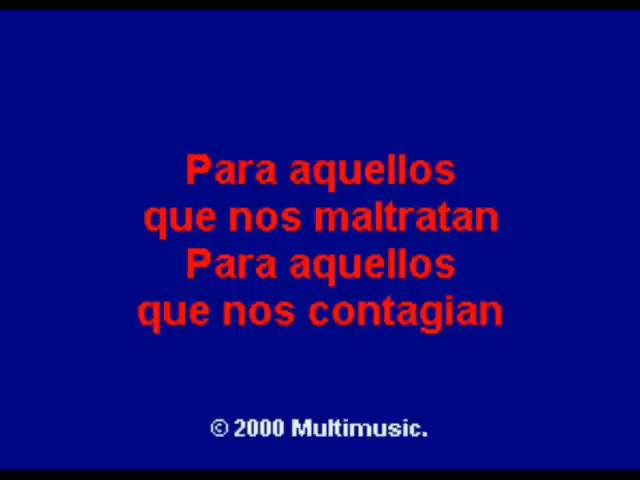 Para aquellos
que nos maltratan
Para aquellos
que nos contagian
© 2000 Multimusic.